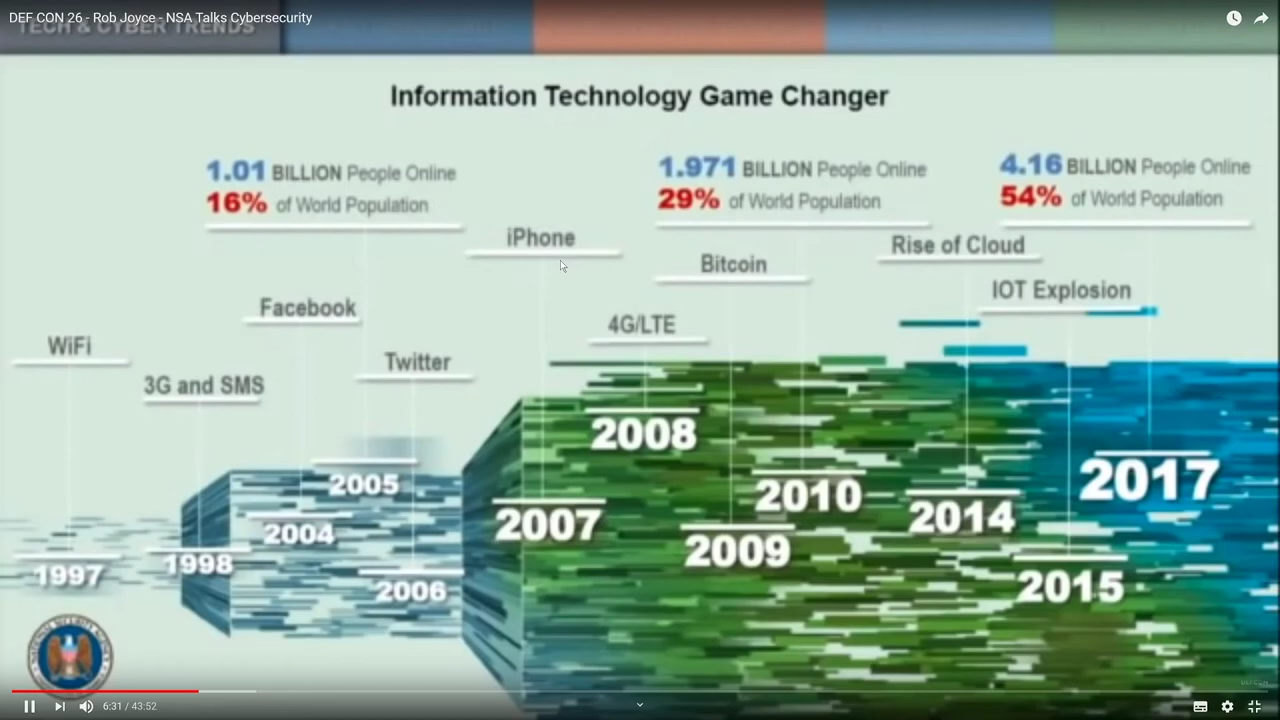 DEF CON 26 - Rob Joyce - NSA Talks Cybersecurity
TECH & CYBER TRENDS
Information Technology Game Changer
1.01 BILLION People Online
16% of World Population
1.971 BILLION People Online
29% of World Population
4.16 BILLION People Online
54% of World Population
iPhone
Rise of Cloud
Bitcoin
IOT Explosion
Facebook
4G/LTE
WiFi
Twitter
3G and SMS
2008
2005
2017
2007
2010
2014
2004
2009
1998
1997
2006
2015
6:31 / 43:52